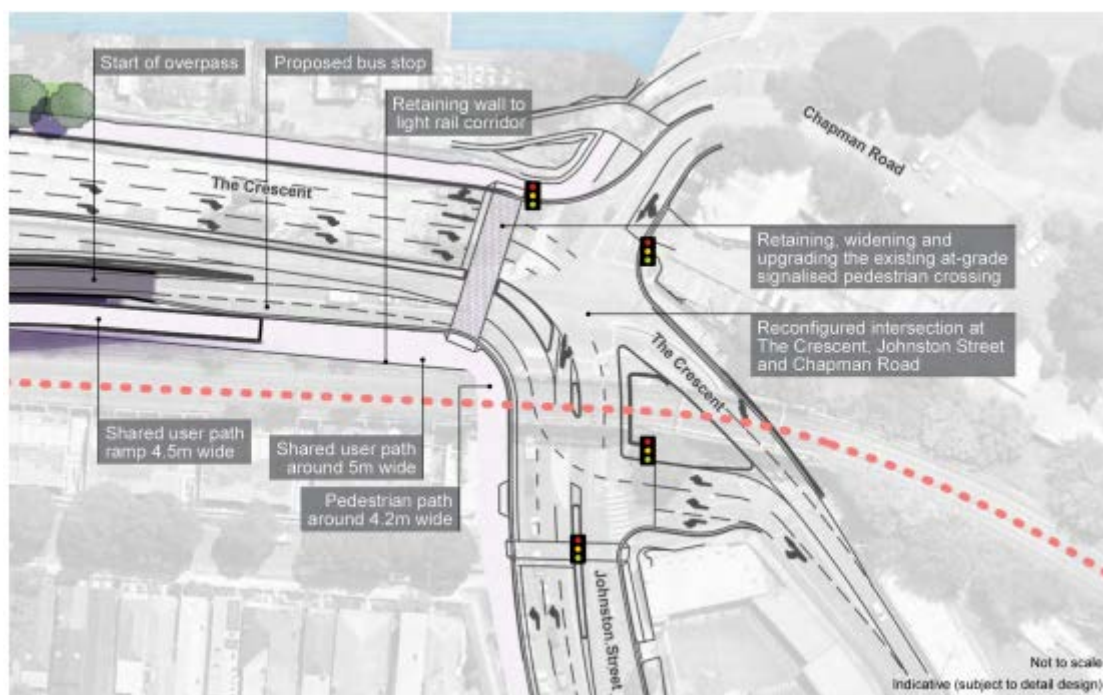 Start of overpass
Proposed bus stop
Retaining wall to
light rail corridor
Chapman Road
The Crescent
Retaining, widening and
upgrading the existing at-grade
signalised pedestrian crossing
Reconfigured intersection at
The Crescent, Johnston Street
and Chapman Road
The Crescent
Shared user path
ramp 4.5m wide
Shared user path
around 5m wide
Pedestrian path
around 4.2m wide
Johnston Street
Not to scale
Indicative (subject to detail design)